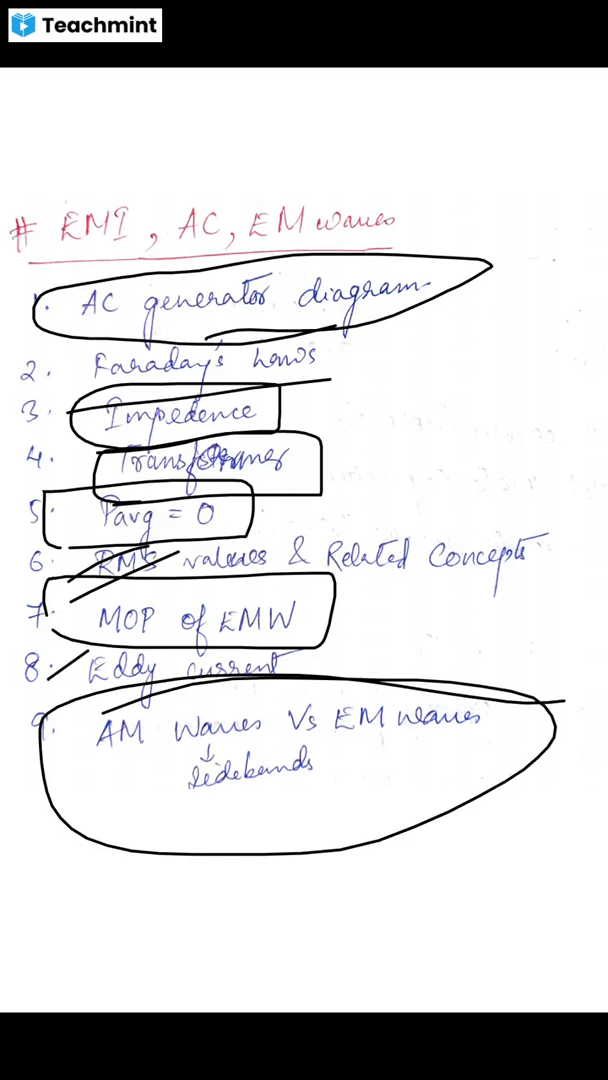 Teachmint
# EMI, AC, EM waves
1. AC generator diagram
2. Faraday's Laws
3. Impedence
4. Transformer
5. Pavg = 0
6. RMS values & Related Concepts
7. MOP of EMW
8. Eddy current
9. AM Waves Vs EM waves
↓
Sidebands